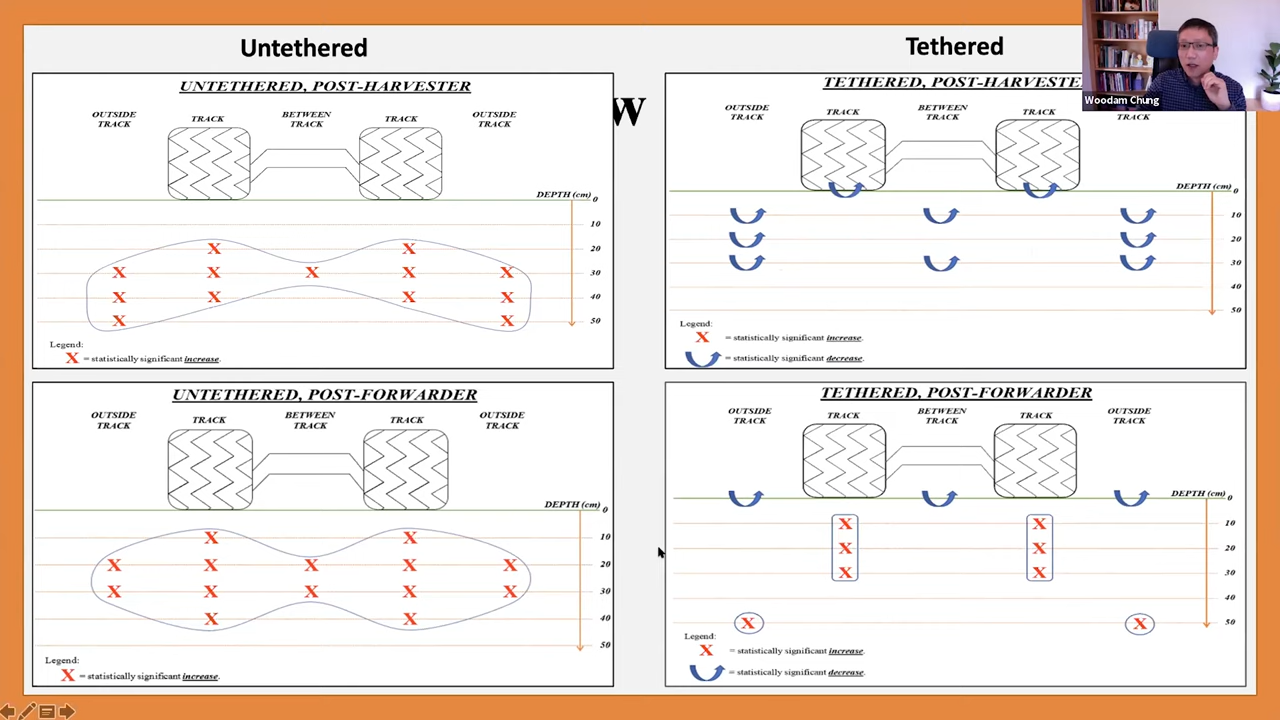 Untethered
Tethered
Woodam Chung
W
UNTETHERED, POST-HARVESTER
OUTSIDE TRACK
TRACK
BETWEEN TRACK
TRACK
OUTSIDE TRACK
DEPTH (cm)
0
10
20
X X
30
X X X X X
40
X X X X
50
X X
Legend:
X = statistically significant increase.
TETHERED, POST-HARVESTE
OUTSIDE TRACK
TRACK
BETWEEN TRACK
TRACK
TRACK
DEPTH (cm)
0
10
20
30
40
50
Legend:
X = statistically significant increase.
= statistically significant decrease.
UNTETHERED, POST-FORWARDER
OUTSIDE TRACK
TRACK
BETWEEN TRACK
TRACK
OUTSIDE TRACK
DEPTH (cm)
0
10
X X
20
X X X X X
30
X X X X X
40
X X
50
Legend:
X = statistically significant increase.
TETHERED, POST-FORWARDER
OUTSIDE TRACK
TRACK
BETWEEN TRACK
TRACK
OUTSIDE TRACK
DEPTH (cm)
0
10
X X
20
X X
30
X X
40
50
X X
Legend:
X = statistically significant increase.
= statistically significant decrease.